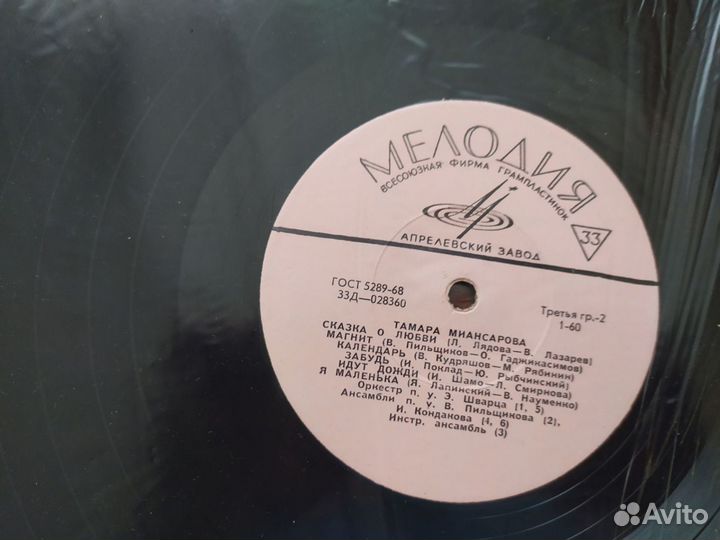 МЕЛОДИЯ
ВСЕСОЮЗНАЯ ФИРМА ГРАМПЛАСТИНОК
33
АПРЕЛЕВСКИЙ ЗАВОД
ГОСТ 5289-68
33Д—028360
Третья гр.-2
1-60
ТАМАРА МИАНСАРОВА
СКАЗКА О ЛЮБВИ (Л. Лядова—В. Лазарев)
МАГНИТ (В. Пильщиков—О. Гаджикасимов)
КАЛЕНДАРЬ (В. Кудряшов—М. Рябинин)
ЗАБУДЬ (И. Поклад—Ю. Рыбчинский)
ИДУТ ДОЖДИ (И. Шамо—Л. Смирнова)
Я МАЛЕНЬКА (Я. Лапинский—В. Науменко)
Оркестр п. у. Э. Шварца (1, 5)
Ансамбли п. у. В. Пильщикова (2),
И. Кондакова (4, 6)
Инстр. ансамбль (3)
Avito